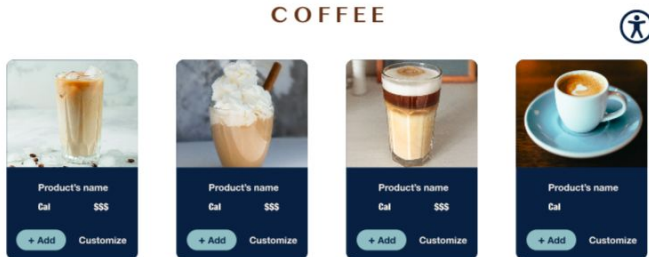 COFFEE
Product's name
Cal $$$
+ Add Customize
Product's name
Cal $$$
+ Add Customize
Product's name
Cal $$$
+ Add Customize
Product's name
Cal
+ Add Customize